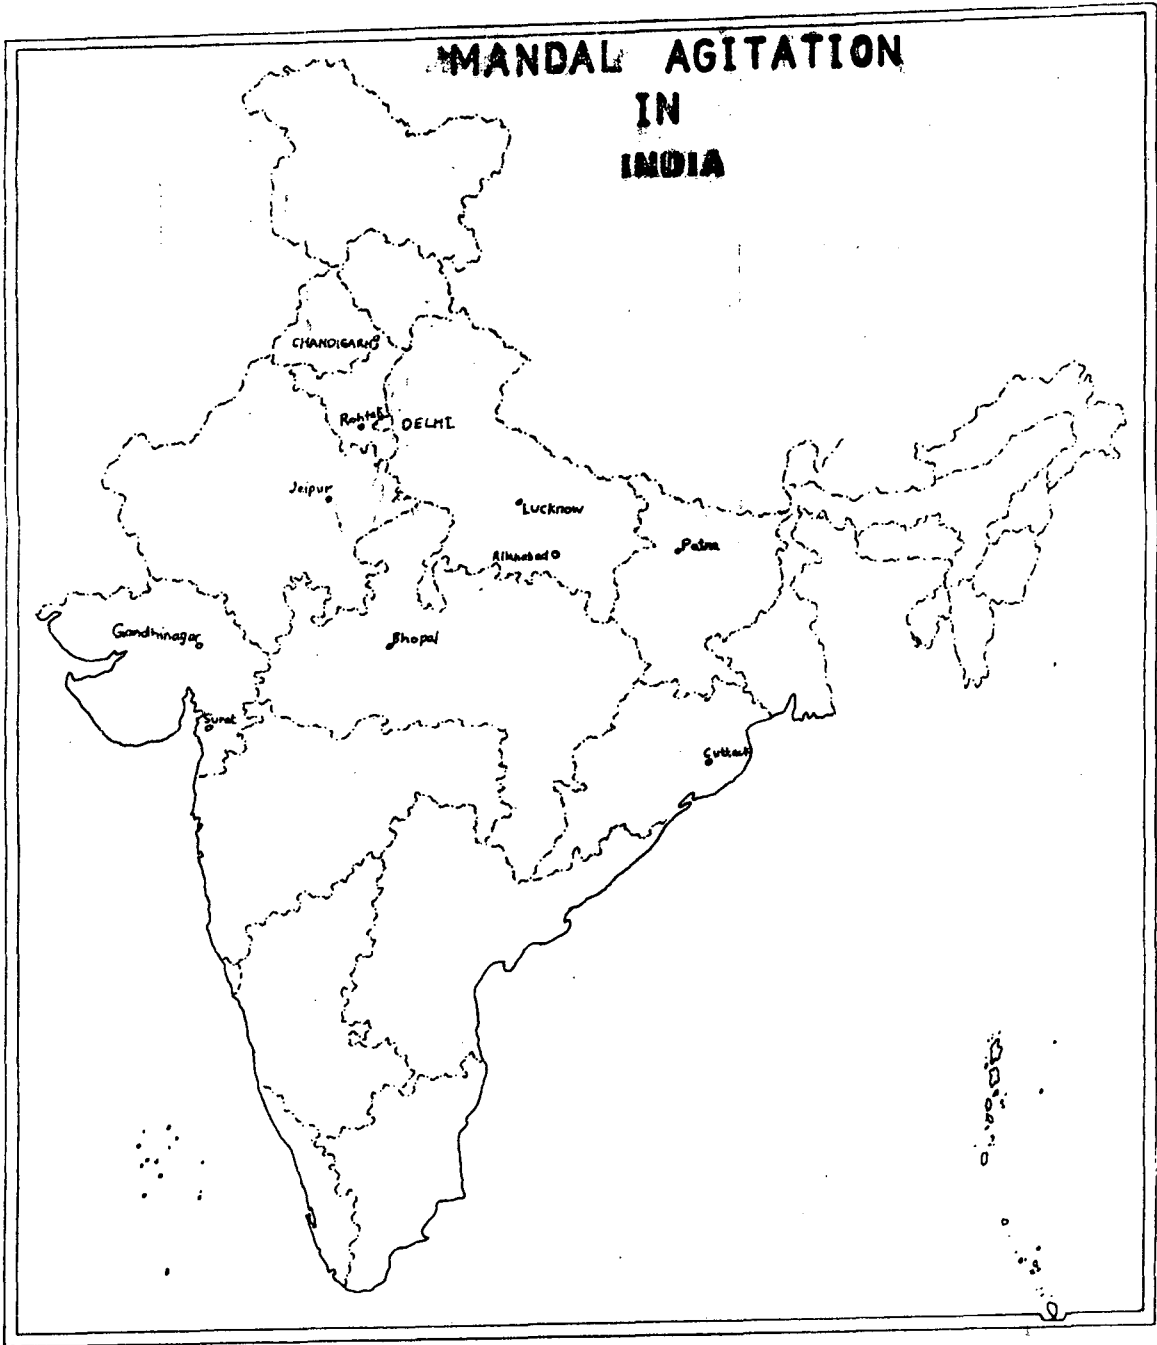 MANDAL AGITATION
IN
INDIA
CHANDIGARH
Rohtak
DELHI
Jaipur
Lucknow
Allahabad
Patna
Gandhinagar
Bhopal
Surat
Cuttack